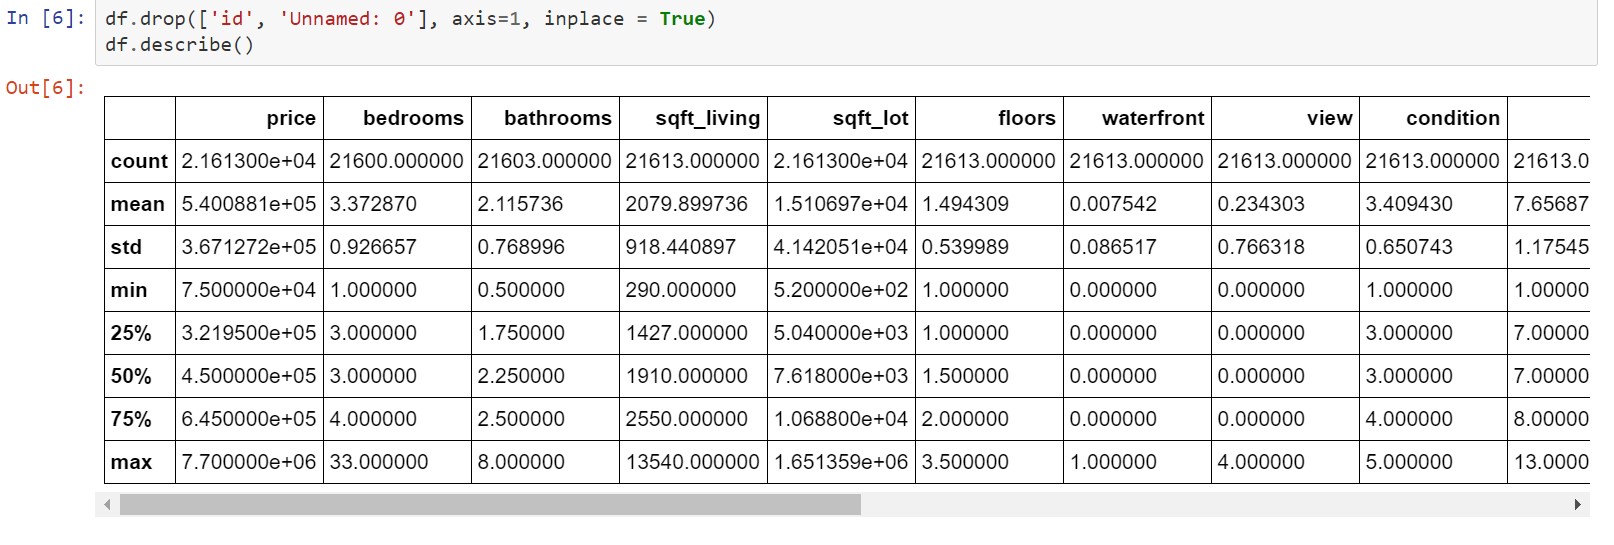 In [6]: df.drop(['id', 'Unnamed: 0'], axis=1, inplace = True)
df.describe()
Out[6]:
price bedrooms bathrooms sqft_living sqft_lot floors waterfront view condition
count 2.161300e+04 21600.000000 21603.000000 21613.000000 2.161300e+04 21613.000000 21613.000000 21613.000000 21613.000000 21613.0
mean 5.400881e+05 3.372870 2.115736 2079.899736 1.510697e+04 1.494309 0.007542 0.234303 3.409430 7.65687
std 3.671272e+05 0.926657 0.768996 918.440897 4.142051e+04 0.539989 0.086517 0.766318 0.650743 1.17545
min 7.500000e+04 1.000000 0.500000 290.000000 5.200000e+02 1.000000 0.000000 0.000000 1.000000 1.00000
25% 3.219500e+05 3.000000 1.750000 1427.000000 5.040000e+03 1.000000 0.000000 0.000000 3.000000 7.00000
50% 4.500000e+05 3.000000 2.250000 1910.000000 7.618000e+03 1.500000 0.000000 0.000000 3.000000 7.00000
75% 6.450000e+05 4.000000 2.500000 2550.000000 1.068800e+04 2.000000 0.000000 0.000000 4.000000 8.00000
max 7.700000e+06 33.000000 8.000000 13540.000000 1.651359e+06 3.500000 1.000000 4.000000 5.000000 13.0000